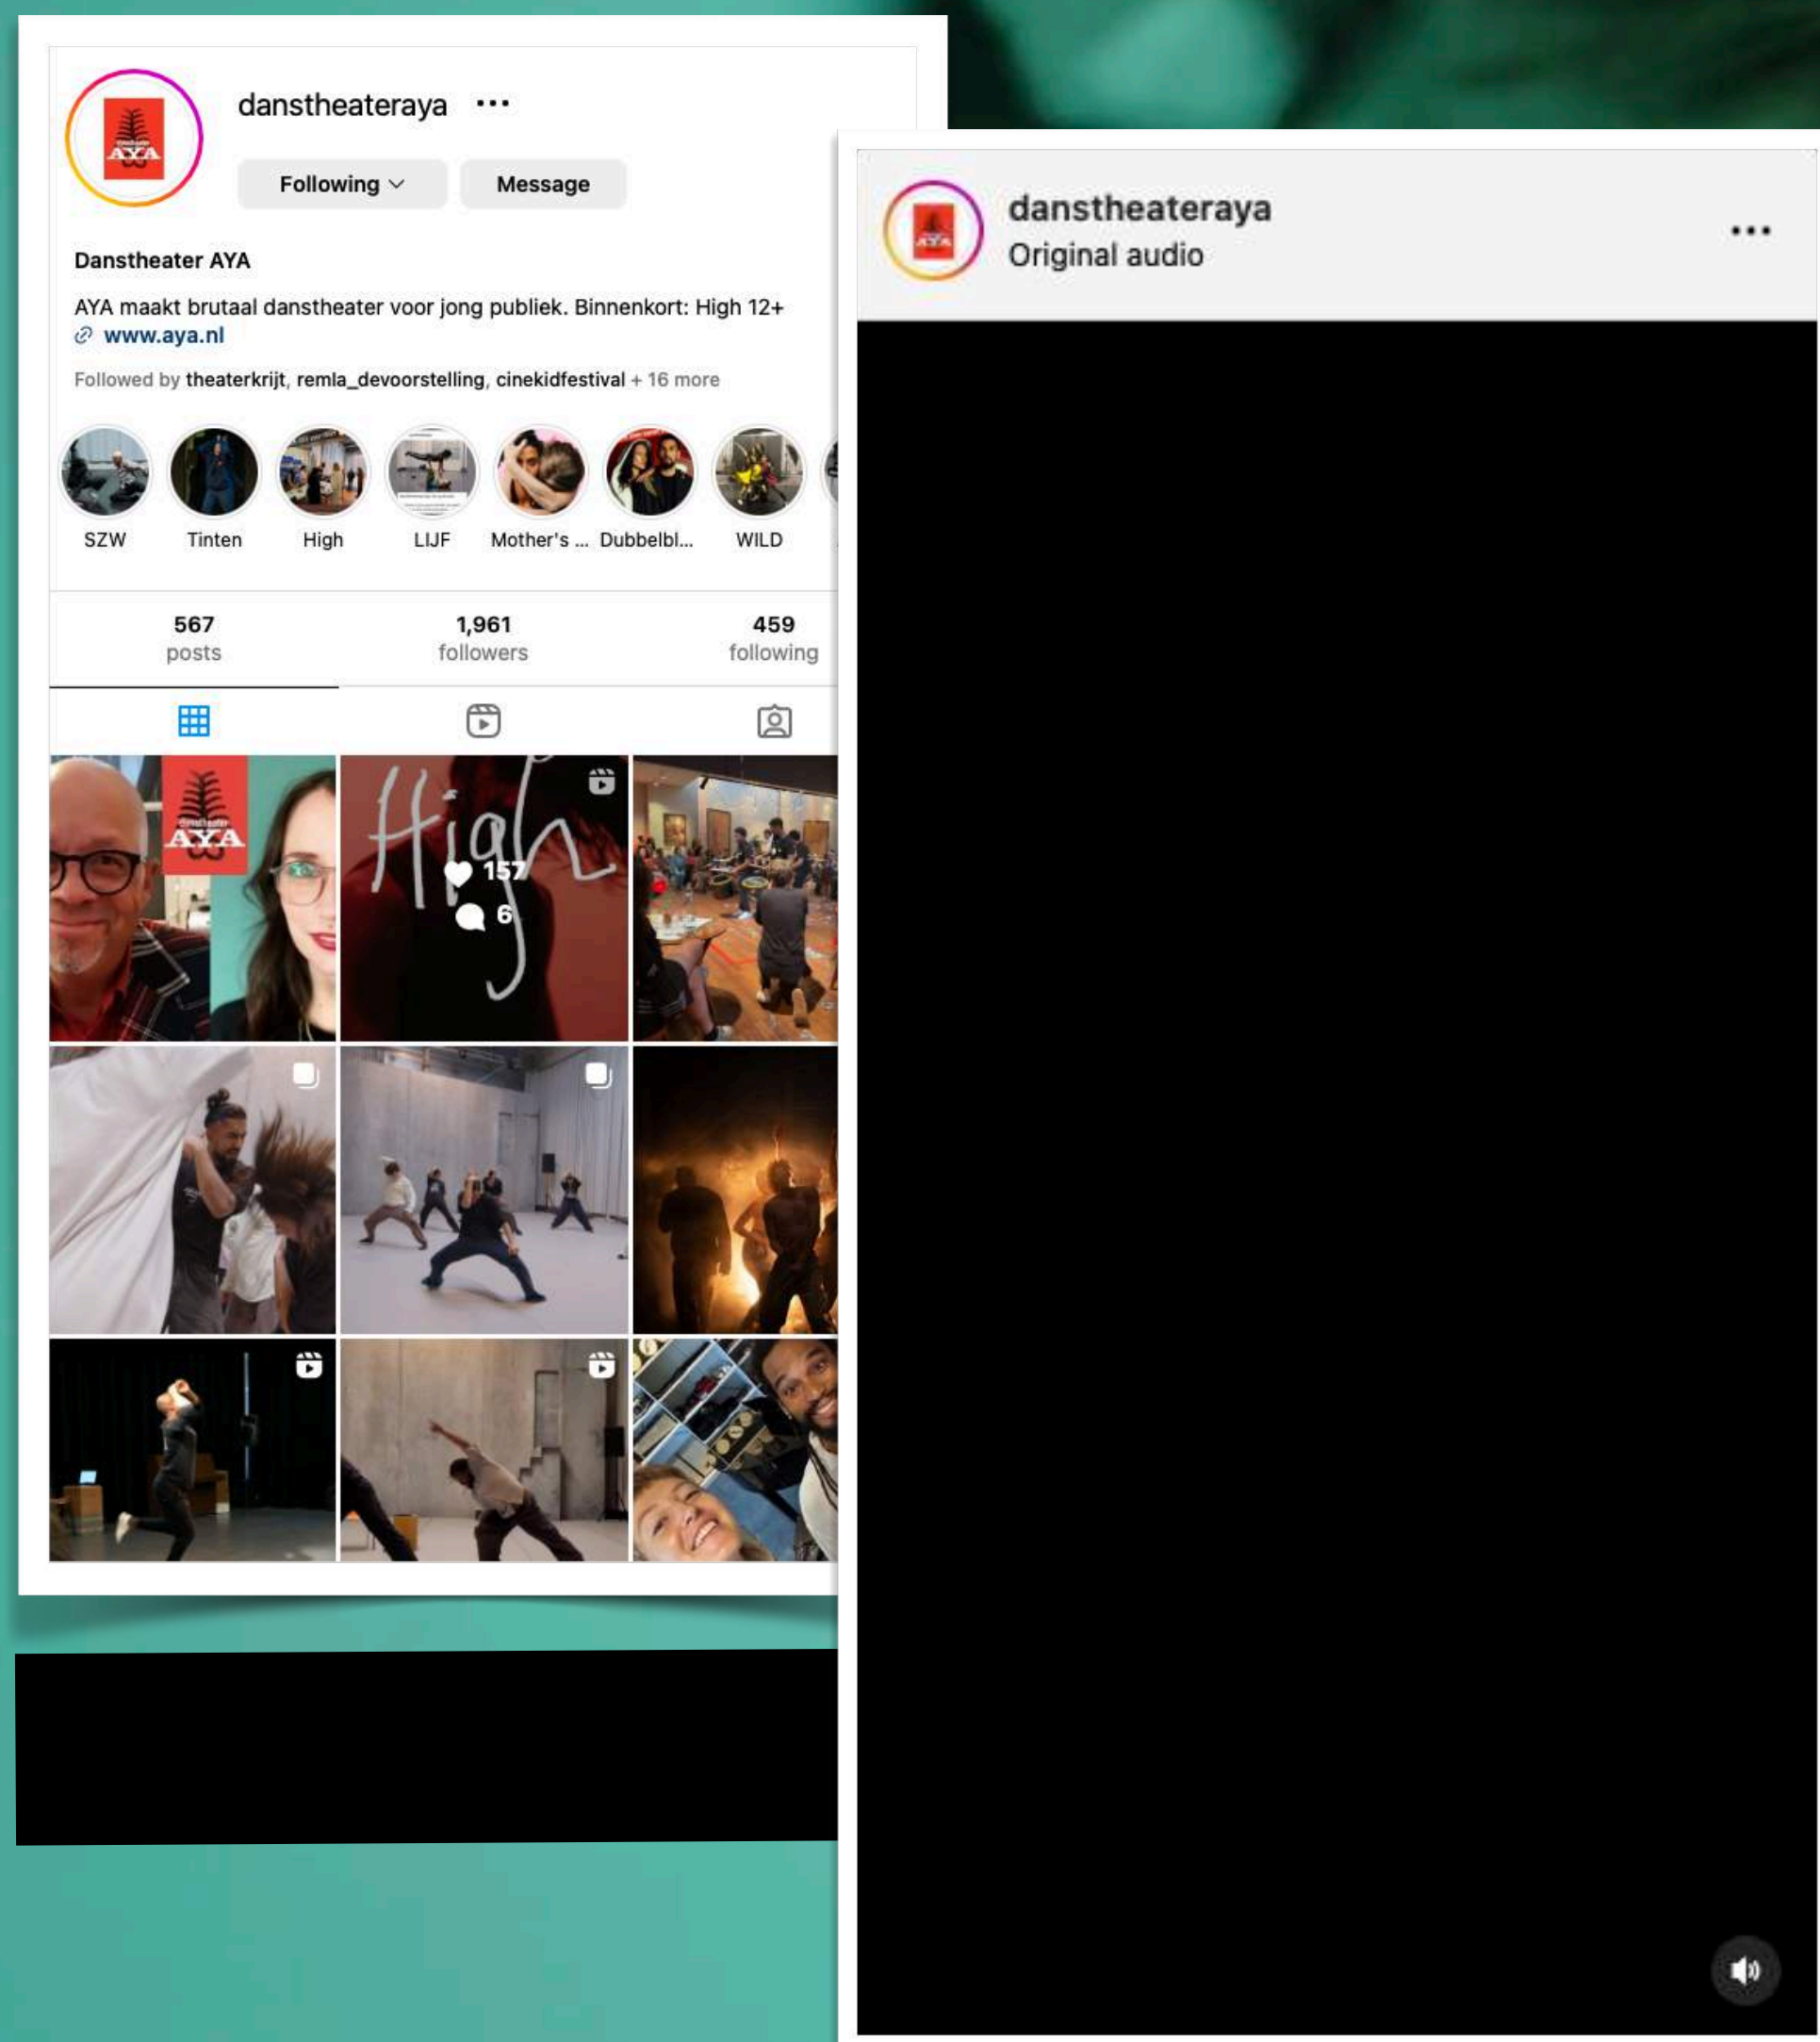 danstheateraya
Following
Message
Danstheater AYA
AYA maakt brutaal danstheater voor jong publiek. Binnenkort: High 12+
www.aya.nl
Followed by theaterkrijt, remla_devoorstelling, cinekidfestival + 16 more
SZW
Tinten
High
LIJF
Mother's ...
Dubbelbl...
WILD
567
posts
1,961
followers
459
following
danstheater
AYA
High
157
6
danstheateraya
Original audio
AYA